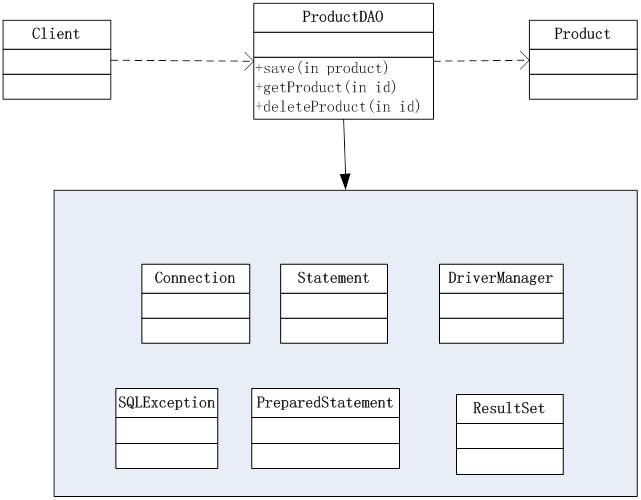 Client
ProductDAO
Product
+save(in product)
+getProduct(in id)
+deleteProduct(in id)
Connection
Statement
DriverManager
SQLException
PreparedStatement
ResultSet